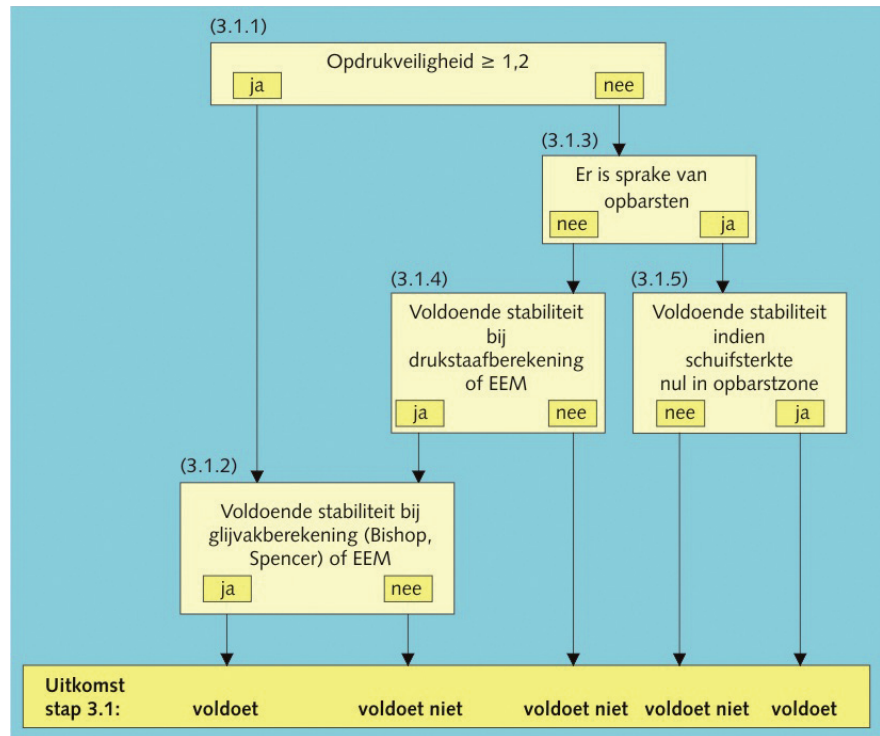 (3.1.1)
Opdrukveiligheid ≥ 1,2
ja
nee
(3.1.3)
Er is sprake van
opbarsten
nee
ja
(3.1.4)
Voldoende stabiliteit
bij
drukstaafberekening
of EEM
ja
nee
(3.1.5)
Voldoende stabiliteit
indien
schuifsterkte
nul in opbarstzone
nee
ja
(3.1.2)
Voldoende stabiliteit bij
glijvakberekening (Bishop,
Spencer) of EEM
ja
nee
Uitkomst
stap 3.1: voldoet voldoet niet voldoet niet voldoet niet voldoet